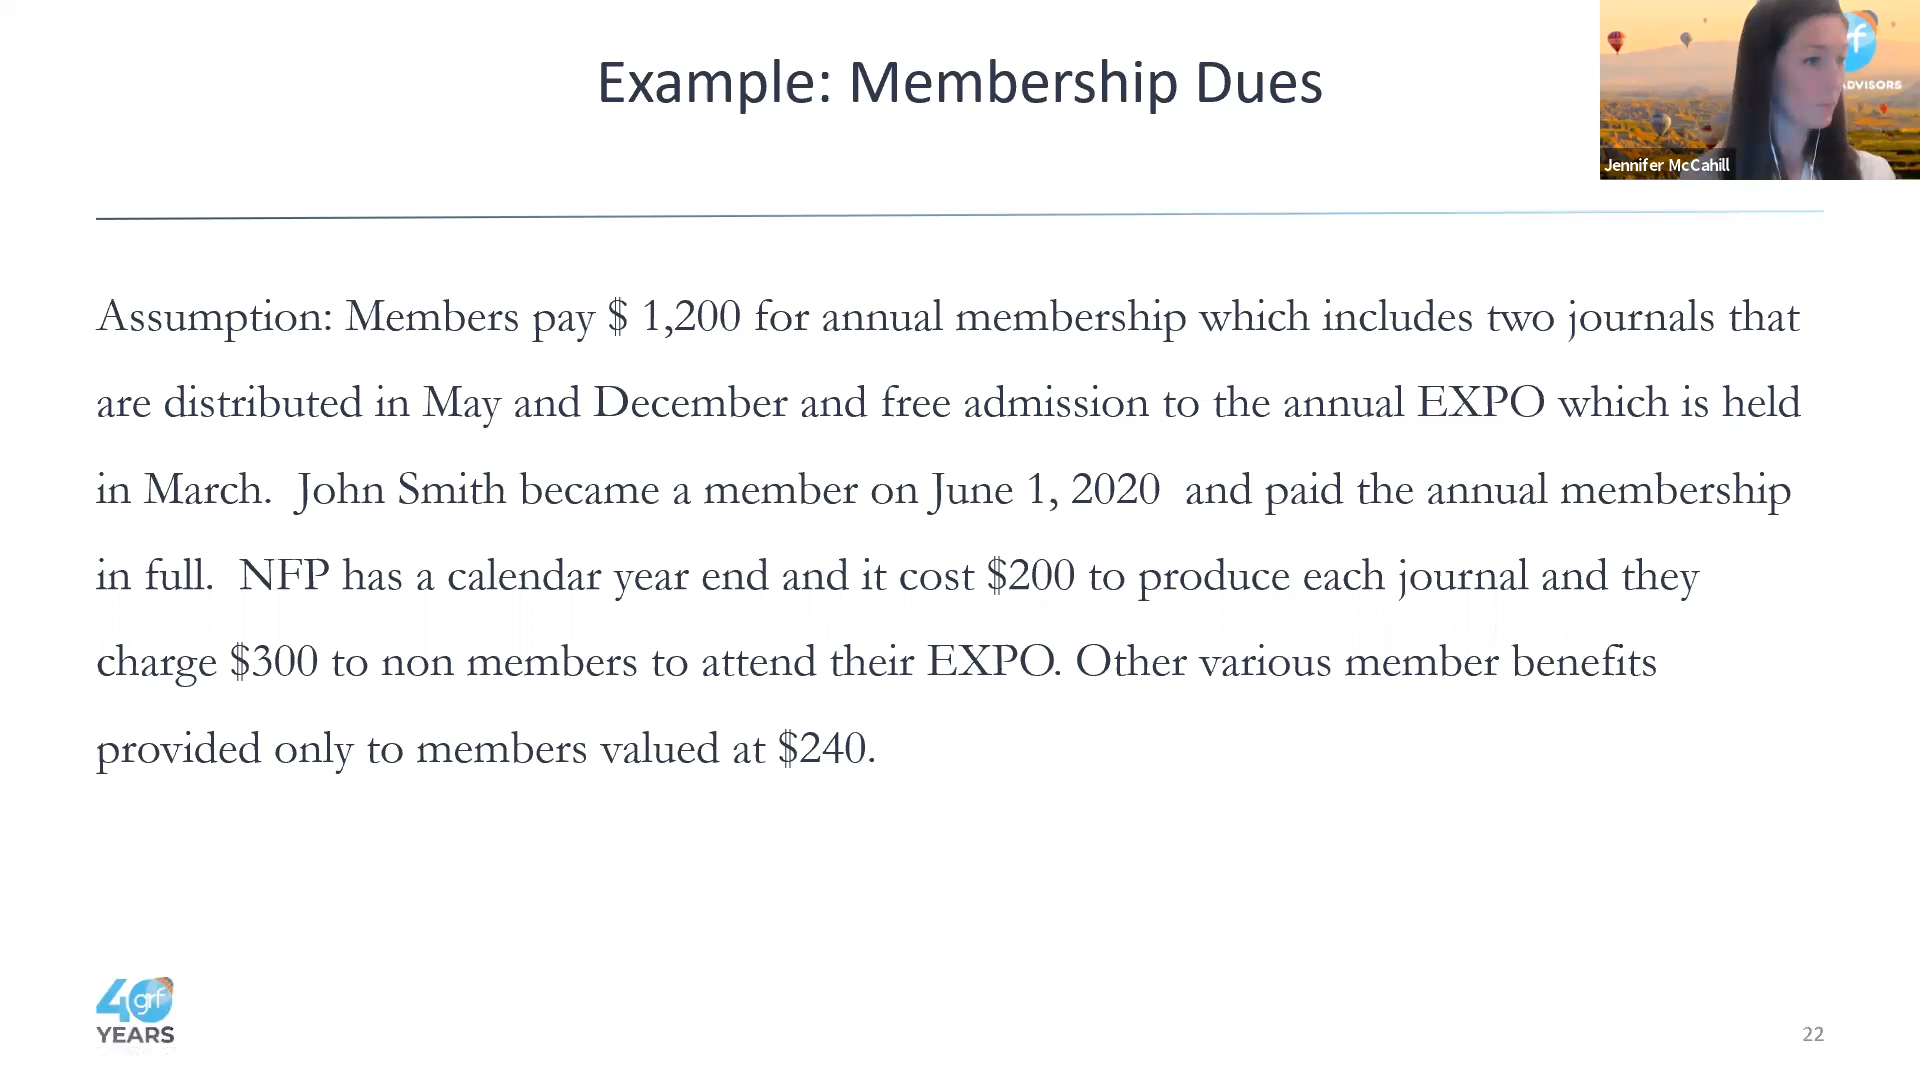 Example: Membership Dues
rf
ADVISORS
Jennifer McCahill
Assumption: Members pay $ 1,200 for annual membership which includes two journals that
are distributed in May and December and free admission to the annual EXPO which is held
in March.  John Smith became a member on June 1, 2020  and paid the annual membership
in full.  NFP has a calendar year end and it cost $200 to produce each journal and they
charge $300 to non members to attend their EXPO. Other various member benefits
provided only to members valued at $240.
40 grf
YEARS
22